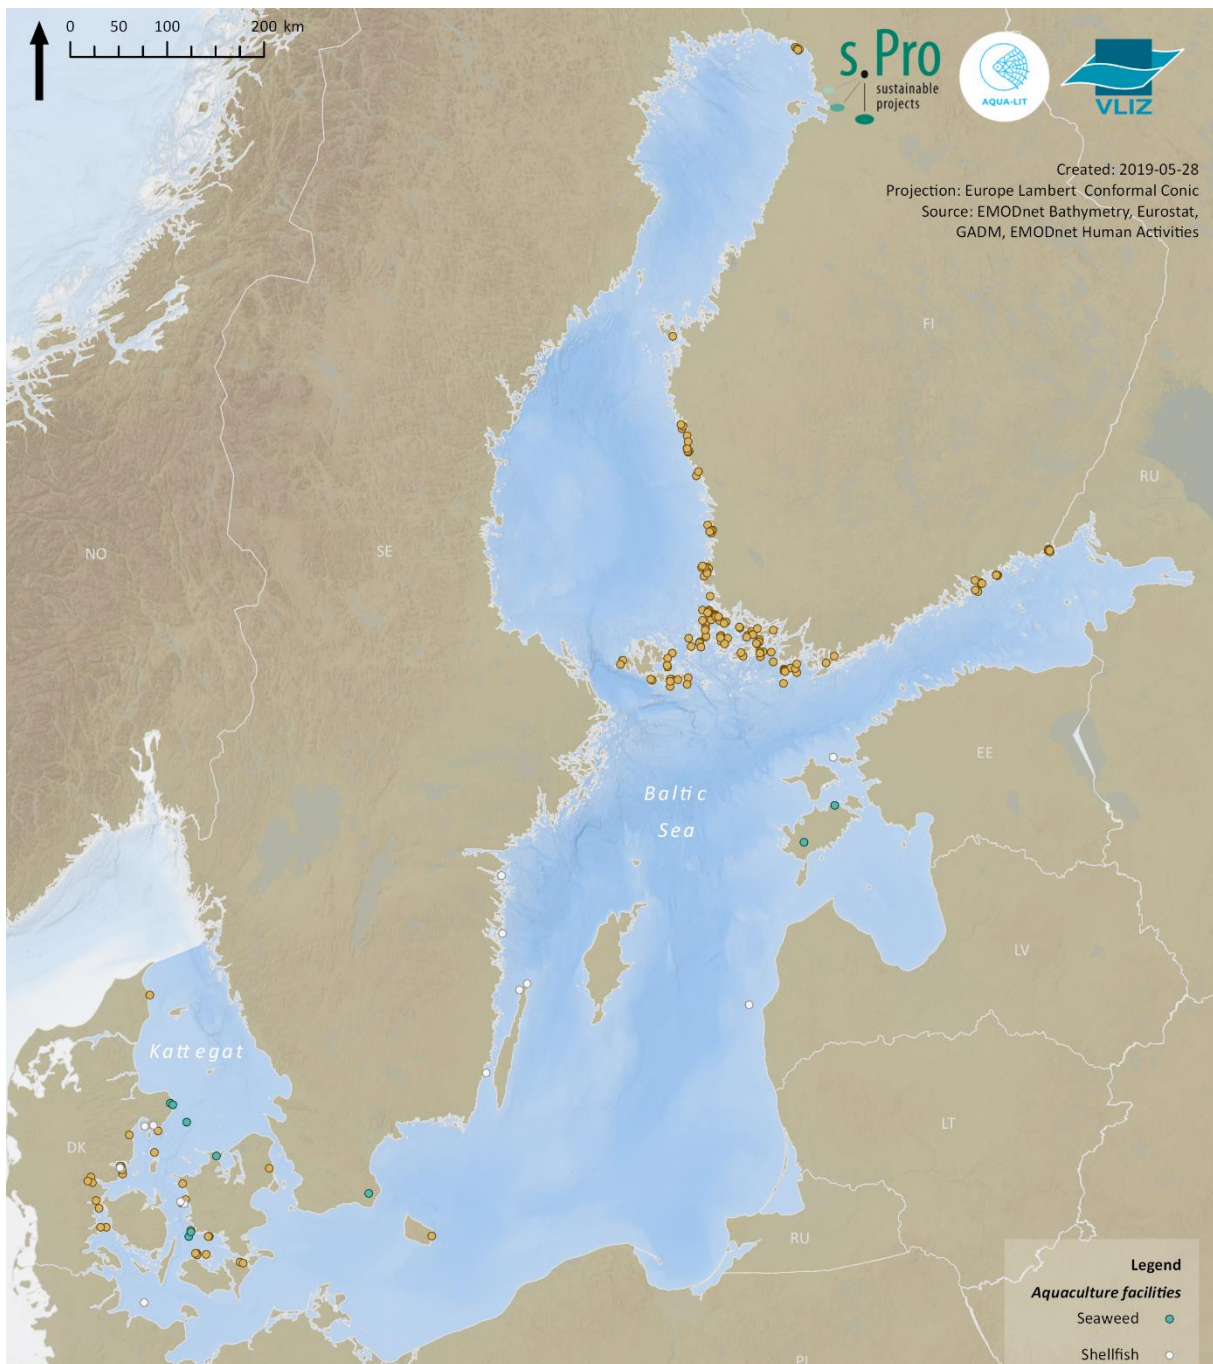 0 50 100 200 km
s.Pro
sustainable
projects
AQUA-LIT
VLIZ
Created: 2019-05-28
Projection: Europe Lambert Conformal Conic
Source: EMODnet Bathymetry, Eurostat,
GADM, EMODnet Human Activities
FI
RU
NO
SE
EE
Baltic
Sea
LV
Kattegat
LT
DK
RU
Legend
Aquaculture facilities
Seaweed
Shellfish
PL